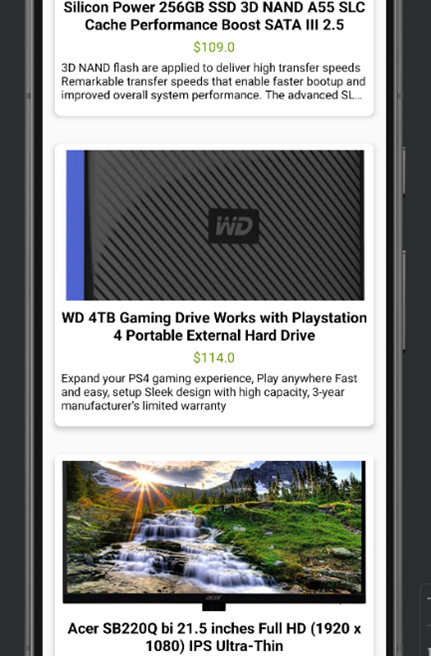 Silicon Power 256GB SSD 3D NAND A55 SLC
Cache Performance Boost SATA III 2.5
$109.0
3D NAND flash are applied to deliver high transfer speeds
Remarkable transfer speeds that enable faster bootup and
improved overall system performance. The advanced SL...
WD
WD 4TB Gaming Drive Works with Playstation
4 Portable External Hard Drive
$114.0
Expand your PS4 gaming experience, Play anywhere Fast
and easy, setup Sleek design with high capacity, 3-year
manufacturer's limited warranty
acer
Acer SB220Q bi 21.5 inches Full HD (1920 x
1080) IPS Ultra-Thin